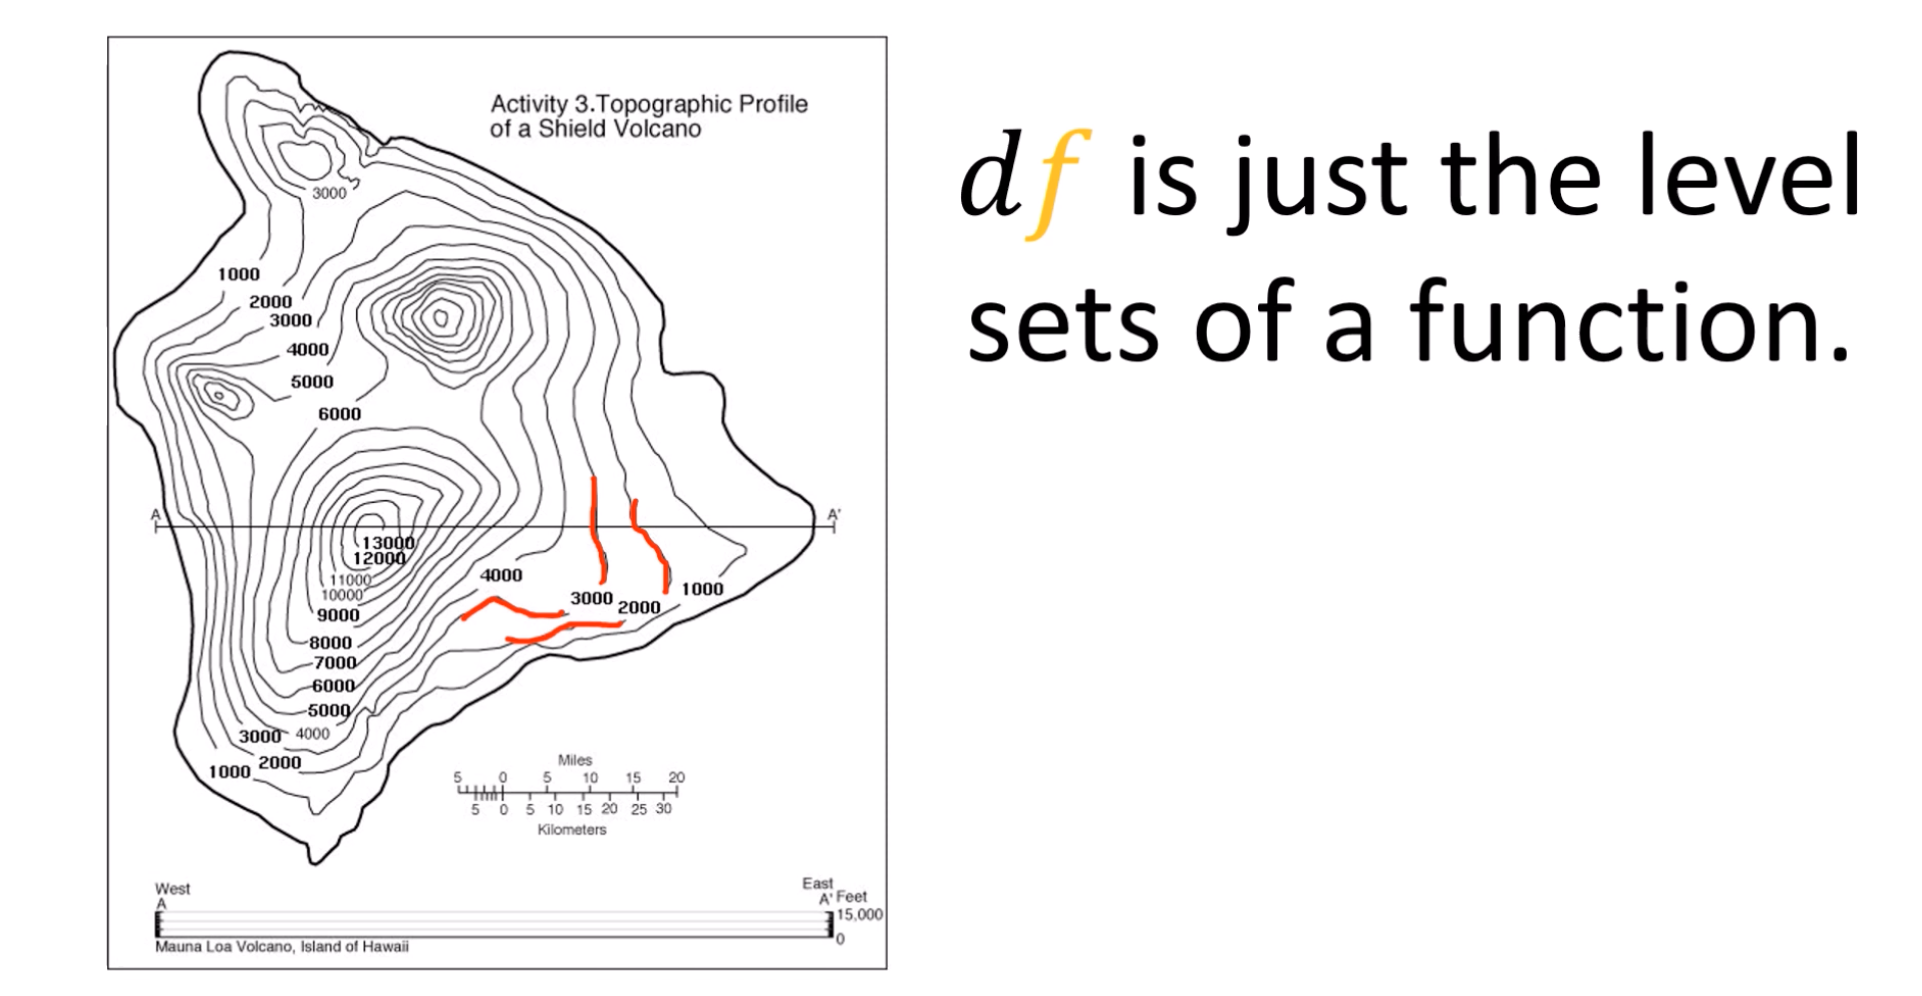 Activity 3.Topographic Profile
of a Shield Volcano
df is just the level
sets of a function.
3000
1000
2000
3000
4000
5000
6000
A
A'
13000
12000
11000
10000
9000
8000
7000
6000
5000
4000
3000
2000
1000
4000
3000
2000
1000
Miles
5 0 5 10 15 20
5 0 5 10 15 20 25 30
Kilometers
West
A
East
A' Feet
15,000
0
Mauna Loa Volcano, Island of Hawaii